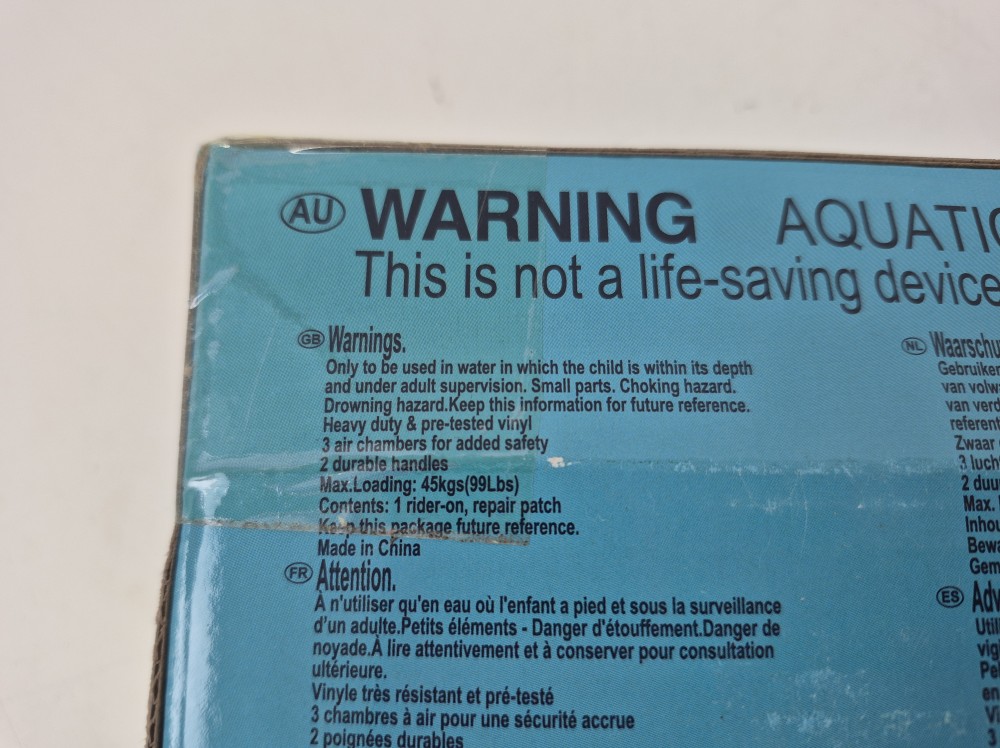 AU WARNING AQUATIC
This is not a life-saving device
GB Warnings.
Only to be used in water in which the child is within its depth
and under adult supervision. Small parts. Choking hazard.
Drowning hazard.Keep this information for future reference.
Heavy duty & pre-tested vinyl
3 air chambers for added safety
2 durable handles
Max.Loading: 45kgs(99Lbs)
Contents: 1 rider-on, repair patch
Keep this package future reference.
Made in China
FR Attention.
À n'utiliser qu'en eau où l'enfant a pied et sous la surveillance
d'un adulte.Petits éléments - Danger d'étouffement.Danger de
noyade.À lire attentivement et à conserver pour consultation
ultérieure.
Vinyle très résistant et pré-testé
3 chambres à air pour une sécurité accrue
2 poignées durables
NL Waarschu
Gebruiken
van volw
van verd
referent
Zwaar
3 lucht
2 duu
Max.
Inhou
Bewa
Gem
ES Adv
Util
vig
Pe
en
V
3